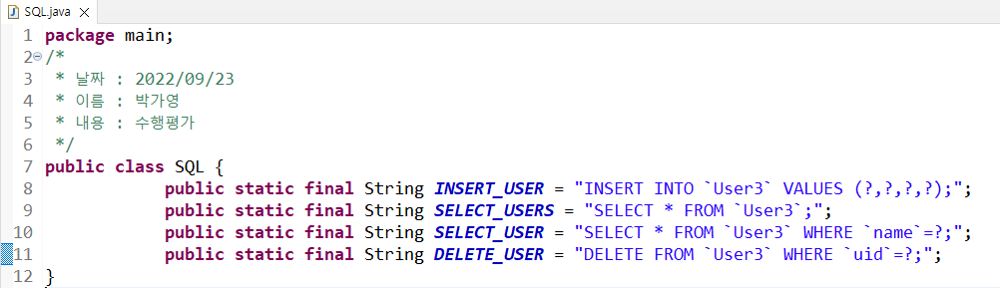 SQL.java
1 package main;
2 /*
3  * 날짜 : 2022/09/23
4  * 이름 : 박가영
5  * 내용 : 수행평가
6  */
7 public class SQL {
8 public static final String INSERT_USER = "INSERT INTO `User3` VALUES (?,?,?,?);";
9 public static final String SELECT_USERS = "SELECT * FROM `User3`;";
10 public static final String SELECT_USER = "SELECT * FROM `User3` WHERE `name`=?;";
11 public static final String DELETE_USER = "DELETE FROM `User3` WHERE `uid`=?;";
12 }